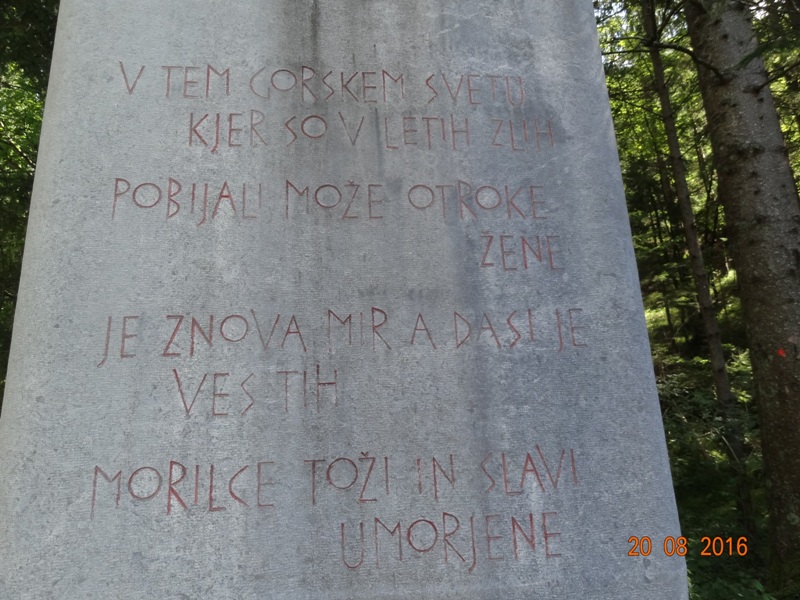 V TEM GORSKEM SVETU
KJER SO V LETIH ZLIH
POBIJALI MOŽE OTROKE
ŽENE
JE ZNOVA MIR A DASI JE
VES TIH
MORILCE TOŽI IN SLAVI
UMORJENE
20 08 2016